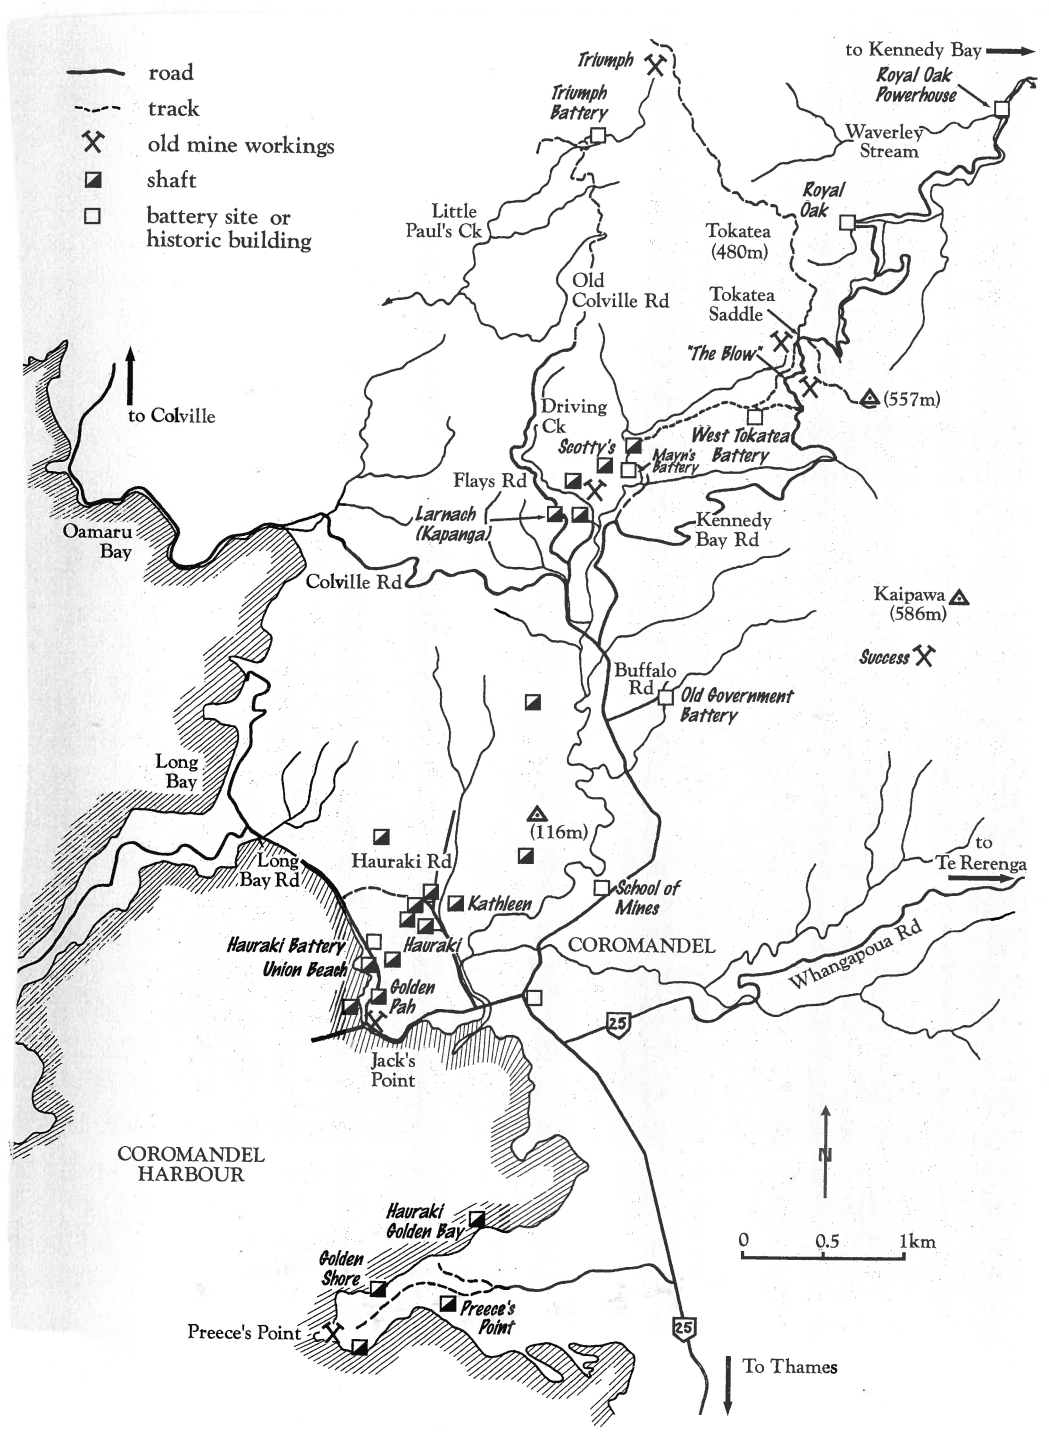 road
track
old mine workings
shaft
battery site or
historic building
to Kennedy Bay
Royal Oak
Powerhouse
Triumph
Triumph
Battery
Waverley
Stream
Royal
Oak
Little
Paul's Ck
Tokatea
(480m)
Old
Colville Rd
Tokatea
Saddle
"The Blow"
to Colville
(557m)
Driving
Ck
Scotty's
West Tokatea
Battery
Mayn's
Battery
Flays Rd
Larnach
(Kapanga)
Kennedy
Bay Rd
Oamaru
Bay
Colville Rd
Kaipawa
(586m)
Success
Buffalo
Rd
Old Government
Battery
Long
Bay
(116m)
to
Te Rerenga
Long
Bay Rd
Hauraki Rd
School of
Mines
Kathleen
Hauraki Battery
Hauraki
COROMANDEL
Whangapoua Rd
Union Beach
Golden
Pah
25
Jack's
Point
COROMANDEL
HARBOUR
N
Hauraki
Golden Bay
0 0.5 1km
Golden
Shore
Preece's
Point
Preece's Point
25
To Thames